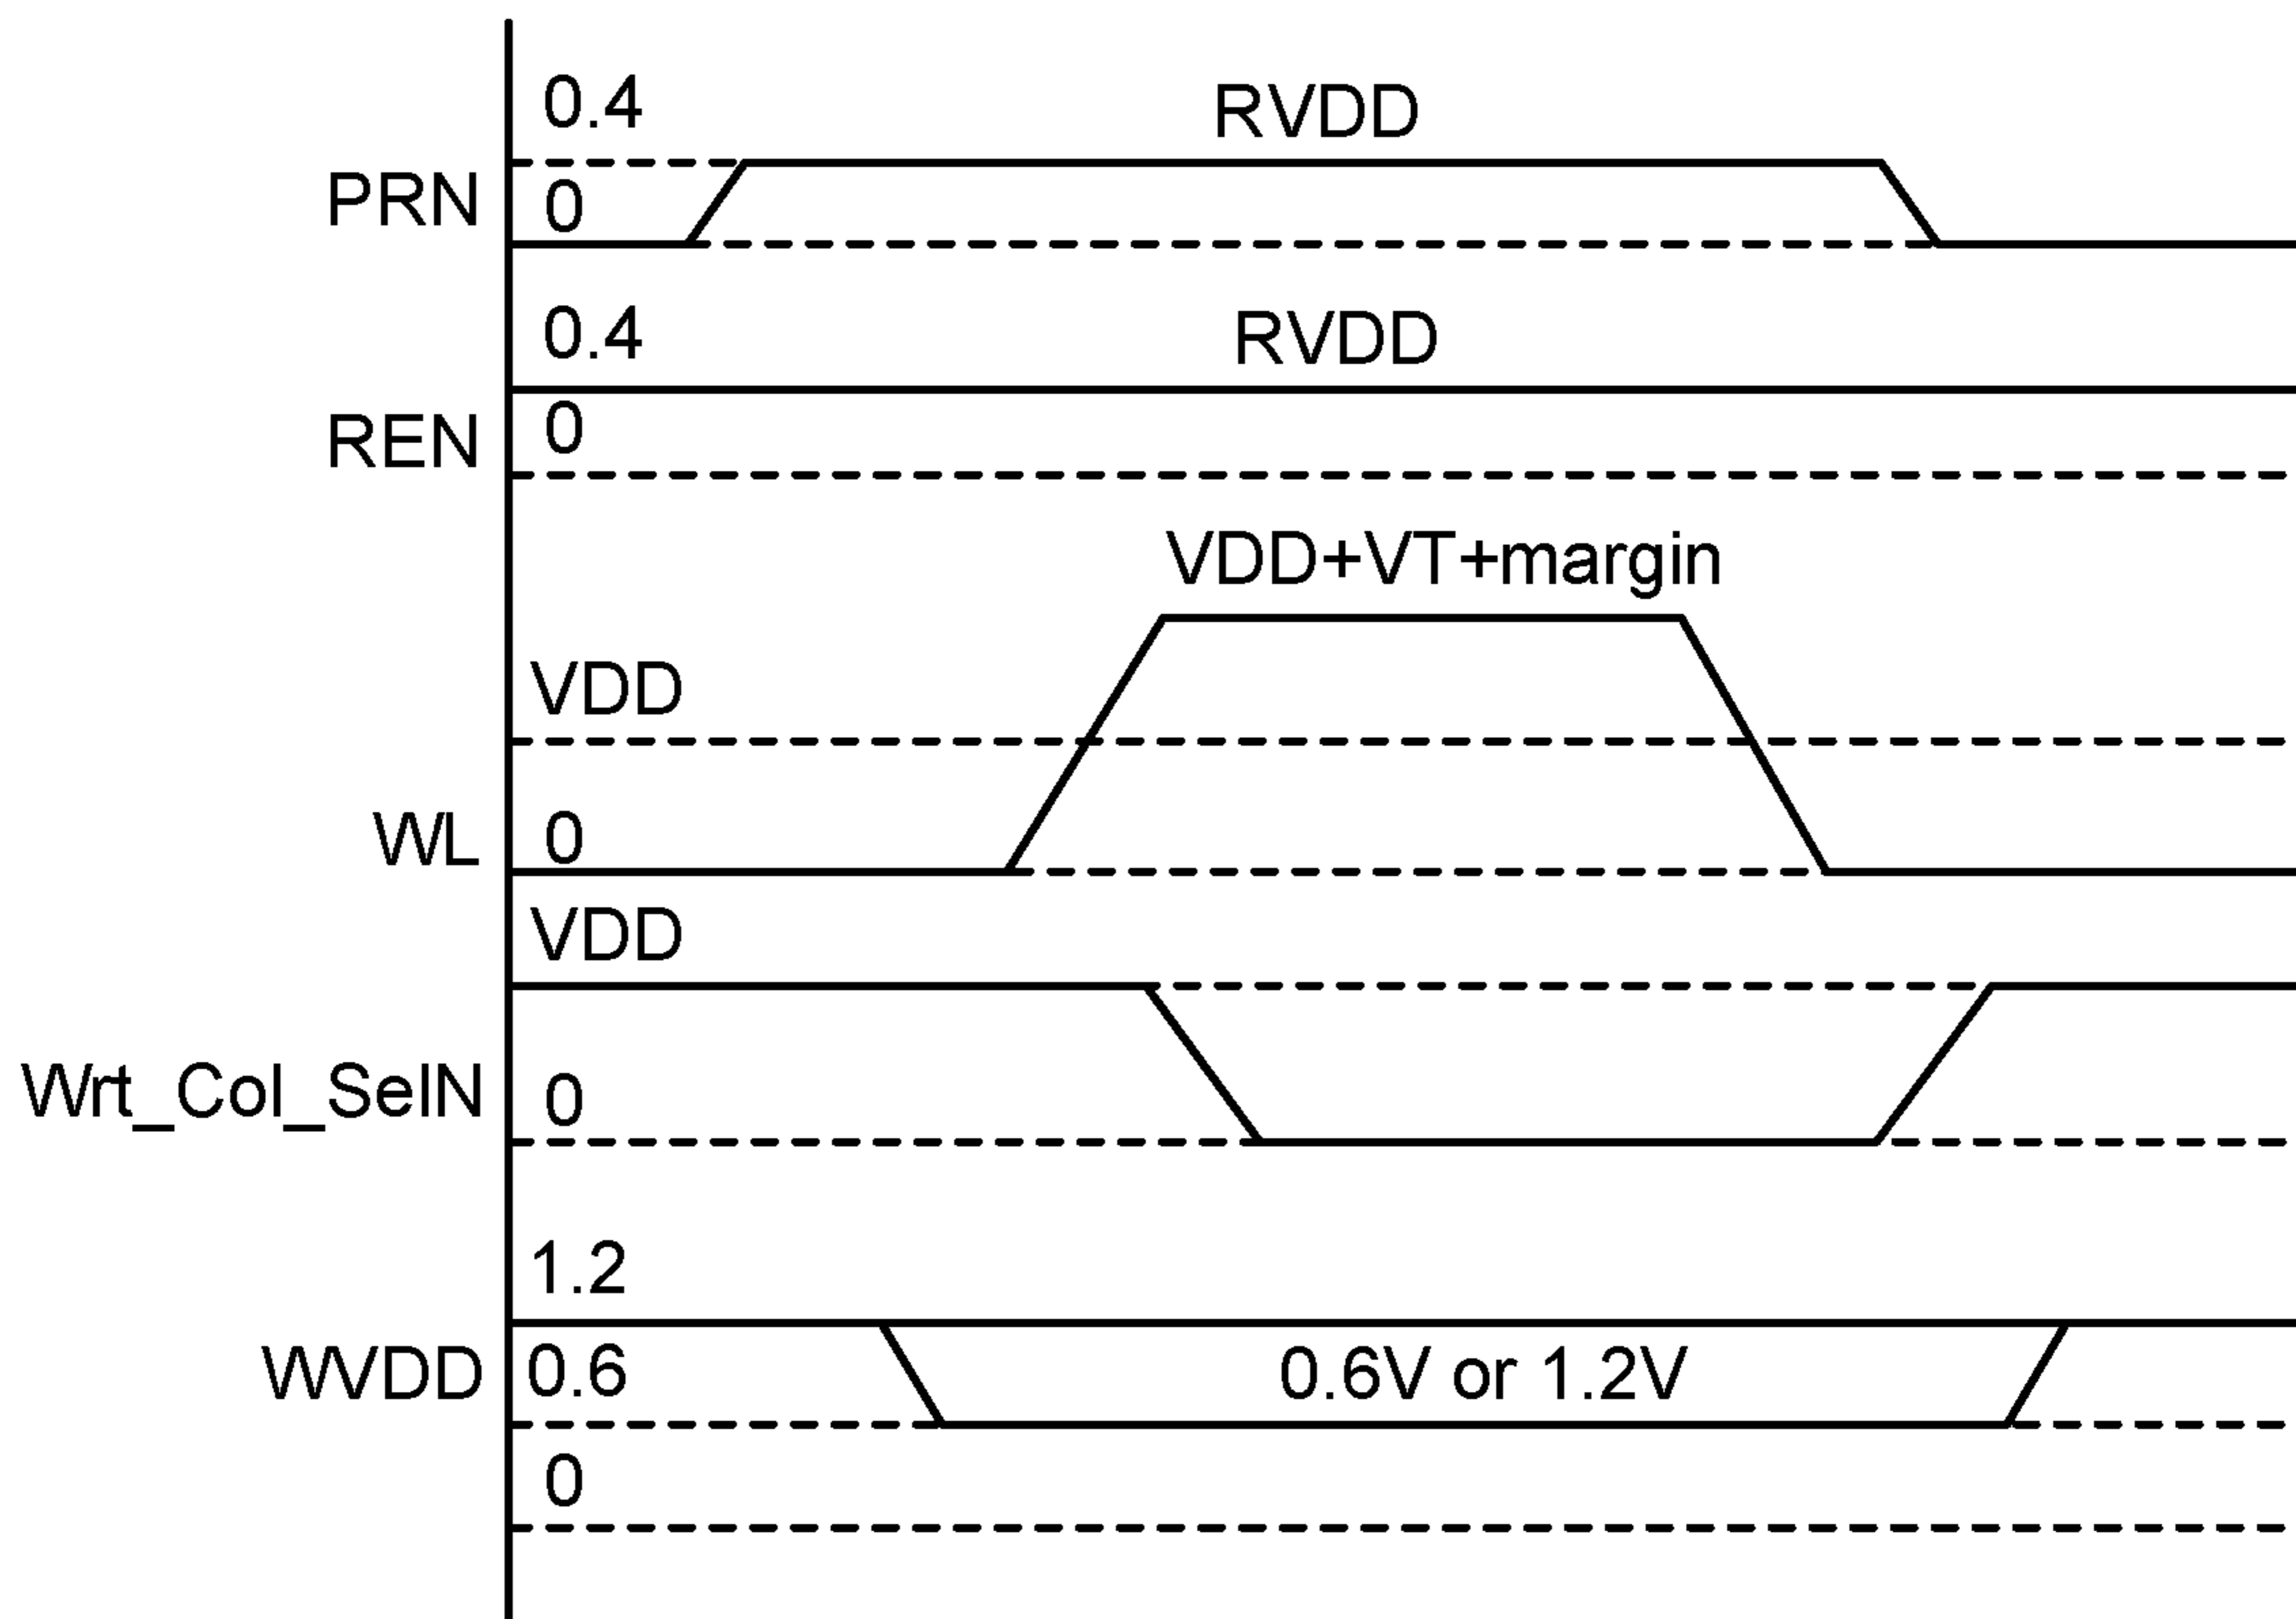 0.4
RVDD
PRN
0
0.4
RVDD
REN
0
VDD+VT+margin
VDD
WL
0
VDD
Wrt_Col_SelN
0
1.2
WVDD
0.6
0.6V or 1.2V
0